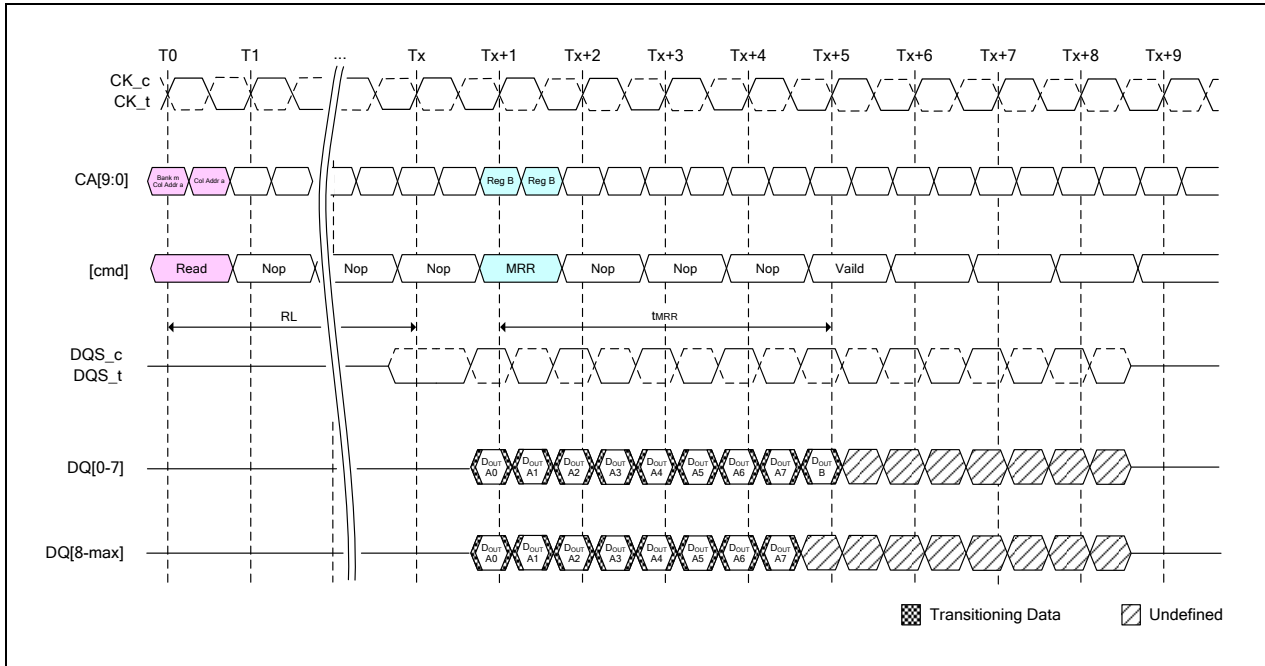 T0 T1 ... Tx Tx+1 Tx+2 Tx+3 Tx+4 Tx+5 Tx+6 Tx+7 Tx+8 Tx+9
CK_c
CK_t
CA[9:0] Bank m Col Addr a Col Addr a Reg B Reg B
[cmd] Read Nop Nop Nop MRR Nop Nop Nop Vaild
RL tMRR
DQS_c
DQS_t
DQ[0-7] DOUT A0 DOUT A1 DOUT A2 DOUT A3 DOUT A4 DOUT A5 DOUT A6 DOUT A7 DOUT B
DQ[8-max] DOUT A0 DOUT A1 DOUT A2 DOUT A3 DOUT A4 DOUT A5 DOUT A6 DOUT A7
Transitioning Data Undefined